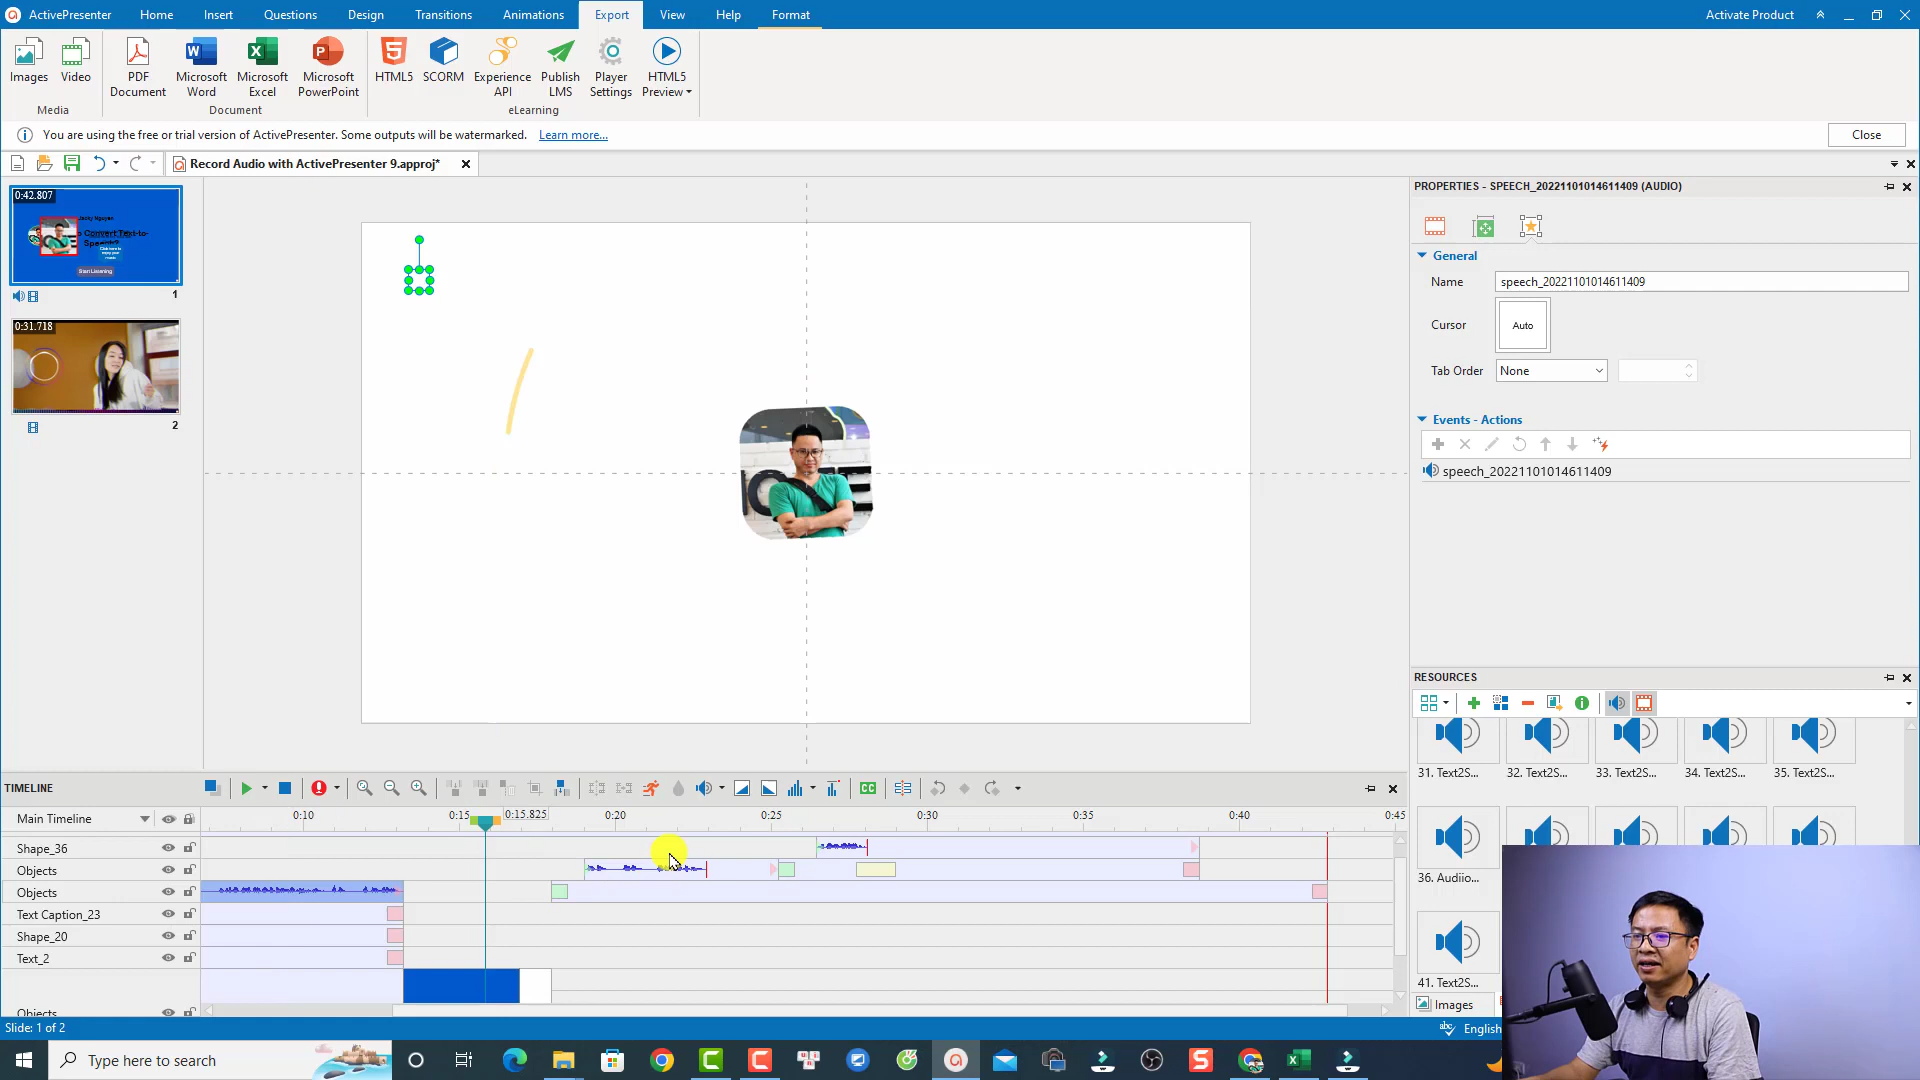 ActivePresenter Home Insert Questions Design Transitions Animations Export View Help Format Activate Product
Images Video PDF Document Microsoft Word Microsoft Excel Microsoft PowerPoint HTML5 SCORM Experience API Publish LMS Player Settings HTML5 Preview
Media Document eLearning
You are using the free or trial version of ActivePresenter. Some outputs will be watermarked. Learn more... Close
Record Audio with ActivePresenter 9.approj*
0:42.807
Start Listening
1
0:31.718
2
PROPERTIES - SPEECH_20221101014611409 (AUDIO)
General
Name speech_20221101014611409
Cursor Auto
Tab Order None
Events - Actions
speech_20221101014611409
RESOURCES
31. Text2S... 32. Text2S... 33. Text2S... 34. Text2S... 35. Text2S...
36. Audiio...
41. Text2S...
Images
TIMELINE
Main Timeline 0:10 0:15 0:15.825 0:20 0:25 0:30 0:35 0:40 0:45
Shape_36
Objects
Objects
Text Caption_23
Shape_20
Text_2
Objects
Slide: 1 of 2 English
Type here to search